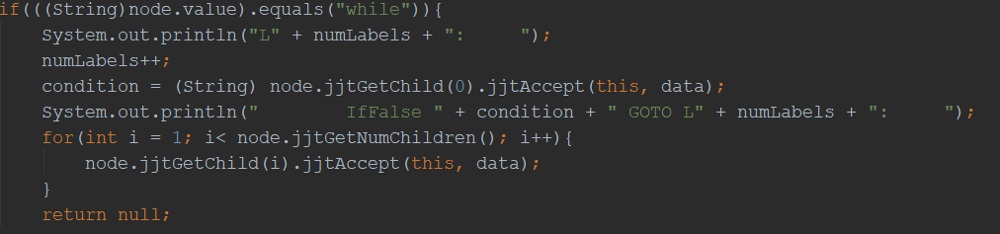 if(((String)node.value).equals("while")){
    System.out.println("L" + numLabels + ":     ");
    numLabels++;
    condition = (String) node.jjtGetChild(0).jjtAccept(this, data);
    System.out.println("        IfFalse " + condition + " GOTO L" + numLabels + ":     ");
    for(int i = 1; i< node.jjtGetNumChildren(); i++){
        node.jjtGetChild(i).jjtAccept(this, data);
    }
    return null;